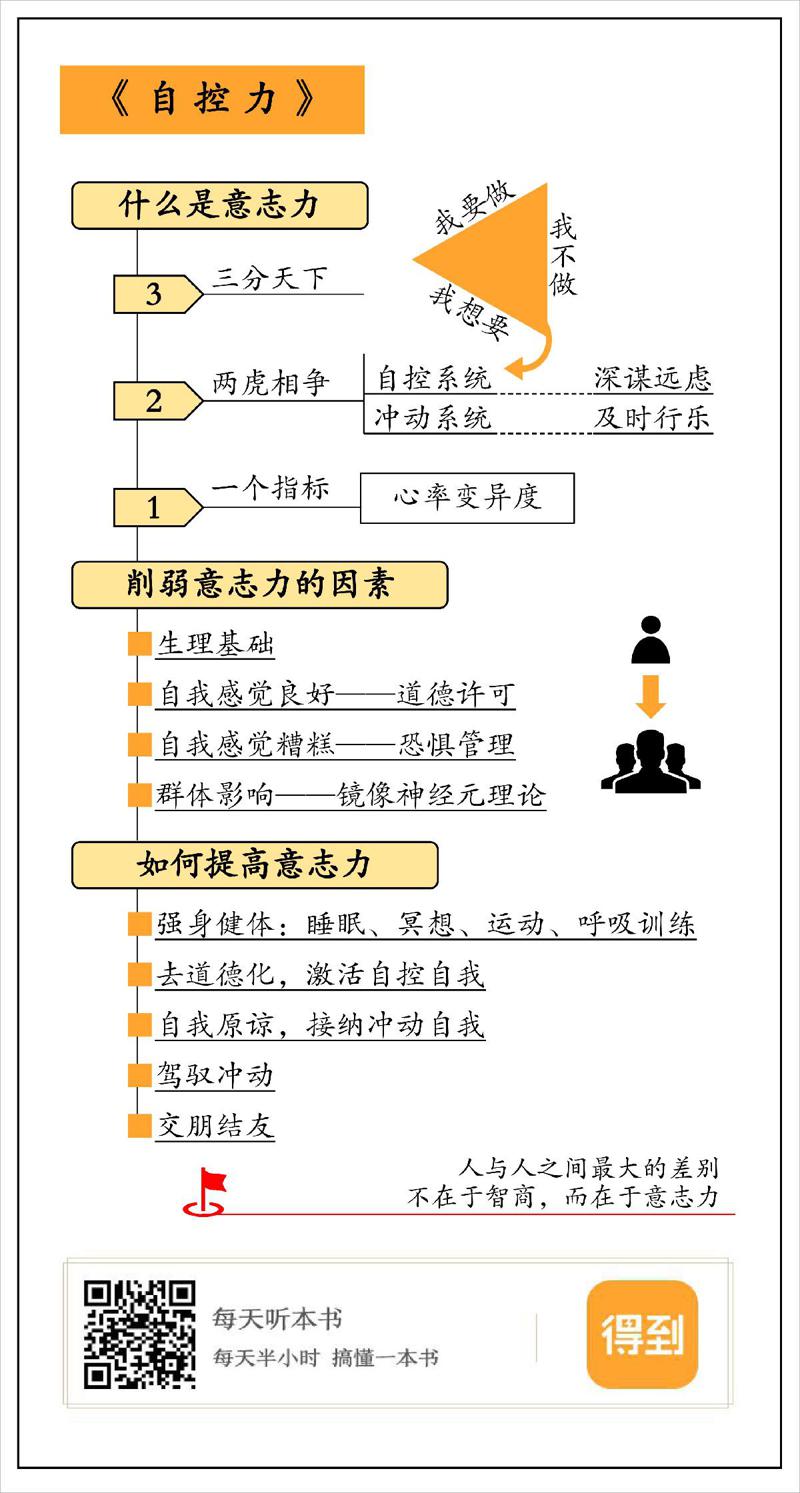 《自控力》
什么是意志力
我要做
我不做
我想要
3 三分天下
2 两虎相争
自控系统 深谋远虑
冲动系统 及时行乐
1 一个指标 心率变异度
削弱意志力的因素
生理基础
自我感觉良好——道德许可
自我感觉糟糕——恐惧管理
群体影响——镜像神经元理论
如何提高意志力
强身健体：睡眠、冥想、运动、呼吸训练
去道德化，激活自控自我
自我原谅，接纳冲动自我
驾驭冲动
交朋结友
人与人之间最大的差别
不在于智商，而在于意志力
每天听本书
每天半小时 搞懂一本书
得到